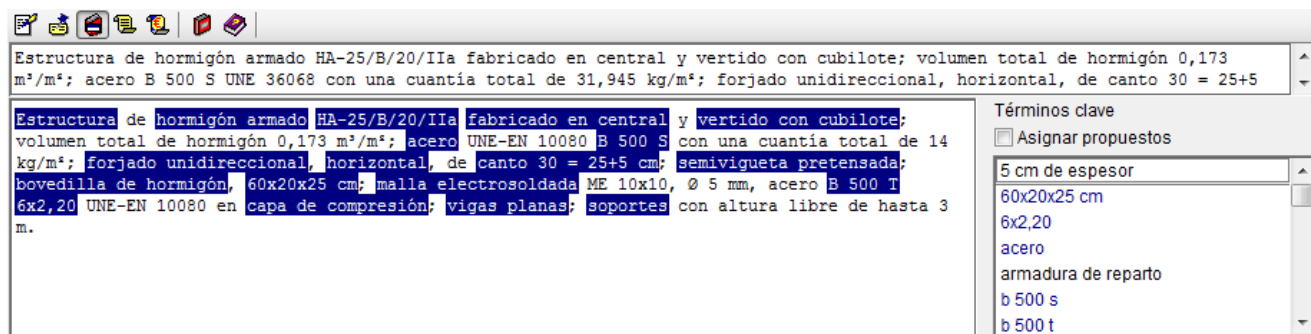 Estructura de hormigón armado HA-25/B/20/IIa fabricado en central y vertido con cubilote; volumen total de hormigón 0,173
m³/m²; acero B 500 S UNE 36068 con una cuantía total de 31,945 kg/m²; forjado unidireccional, horizontal, de canto 30 = 25+5
Estructura de hormigón armado HA-25/B/20/IIa fabricado en central y vertido con cubilote;
volumen total de hormigón 0,173 m³/m²; acero UNE-EN 10080 B 500 S con una cuantía total de 14
kg/m²; forjado unidireccional, horizontal, de canto 30 = 25+5 cm; semivigueta pretensada;
bovedilla de hormigón, 60x20x25 cm; malla electrosoldada ME 10x10, Ø 5 mm, acero B 500 T
6x2,20 UNE-EN 10080 en capa de compresión; vigas planas; soportes con altura libre de hasta 3
m.
Términos clave
Asignar propuestos
5 cm de espesor
60x20x25 cm
6x2,20
acero
armadura de reparto
b 500 s
b 500 t